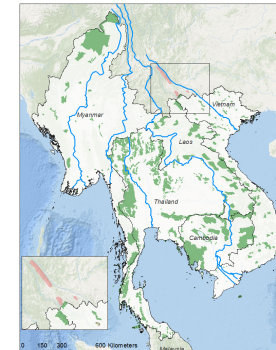 Vietnam
Myanmar
Laos
Thailand
Cambodia
0 150 300 600 Kilometers